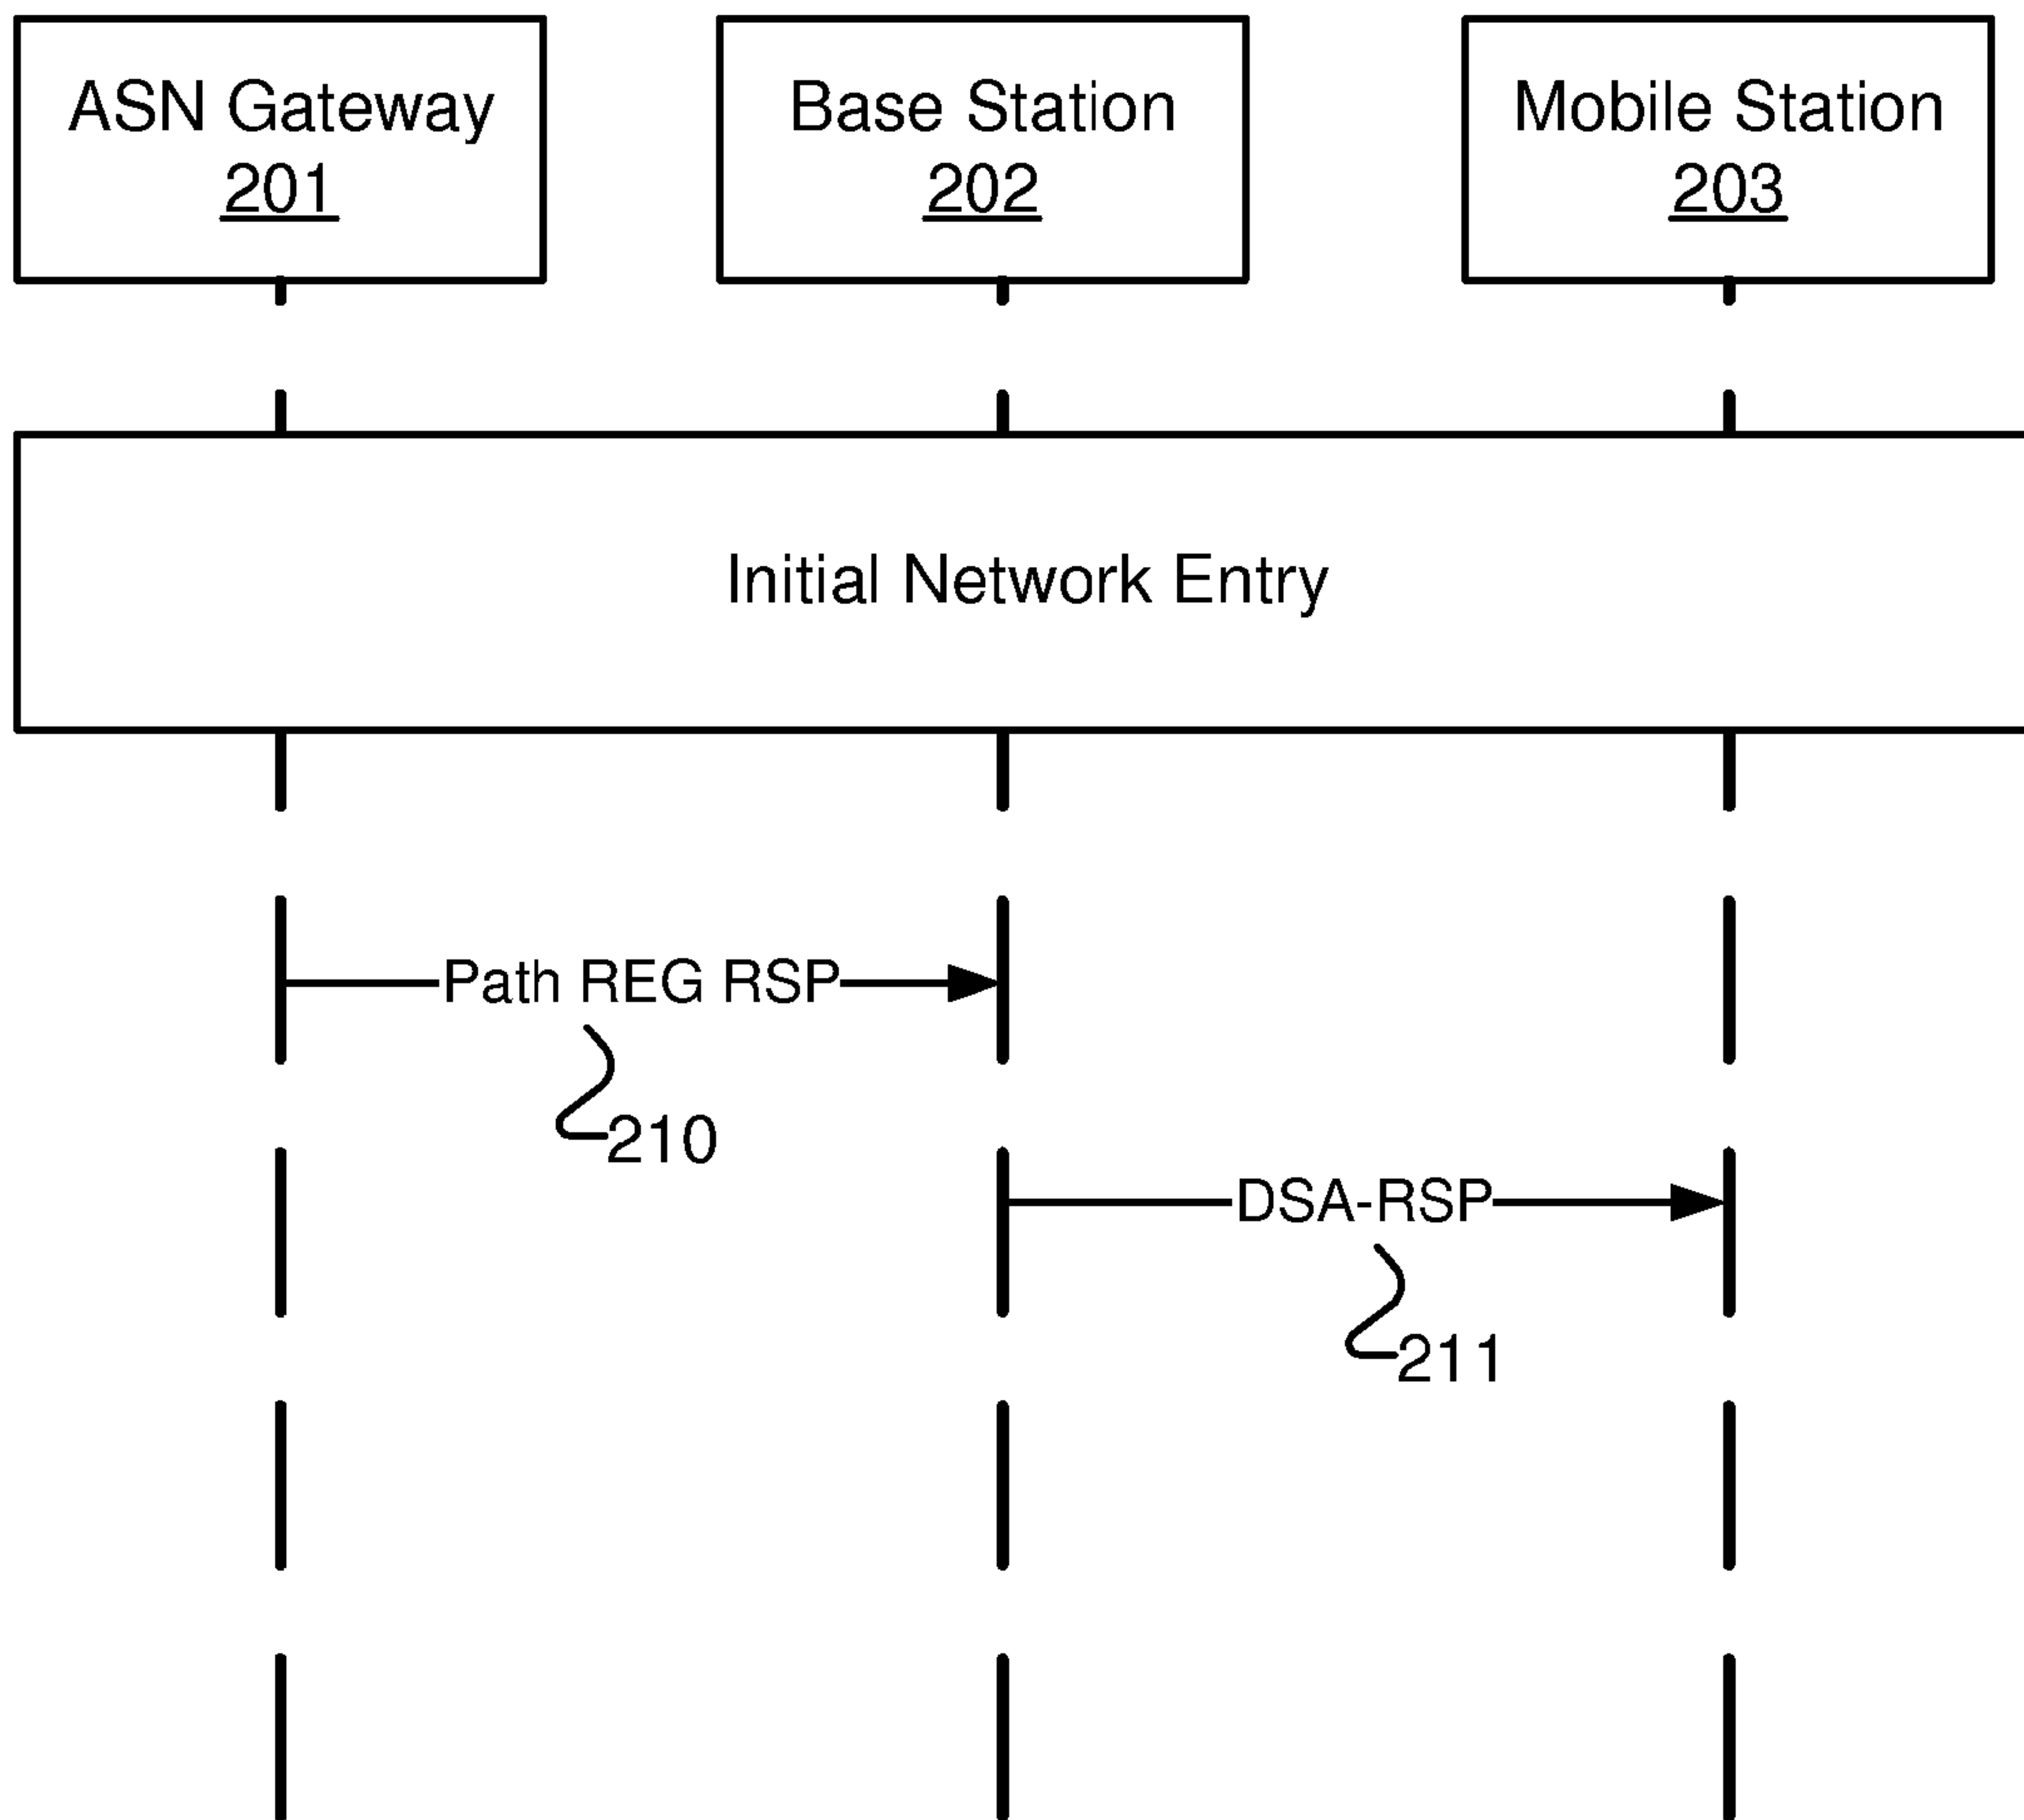 ASN Gateway
201
Base Station
202
Mobile Station
203
Initial Network Entry
Path REG RSP
210
DSA-RSP
211